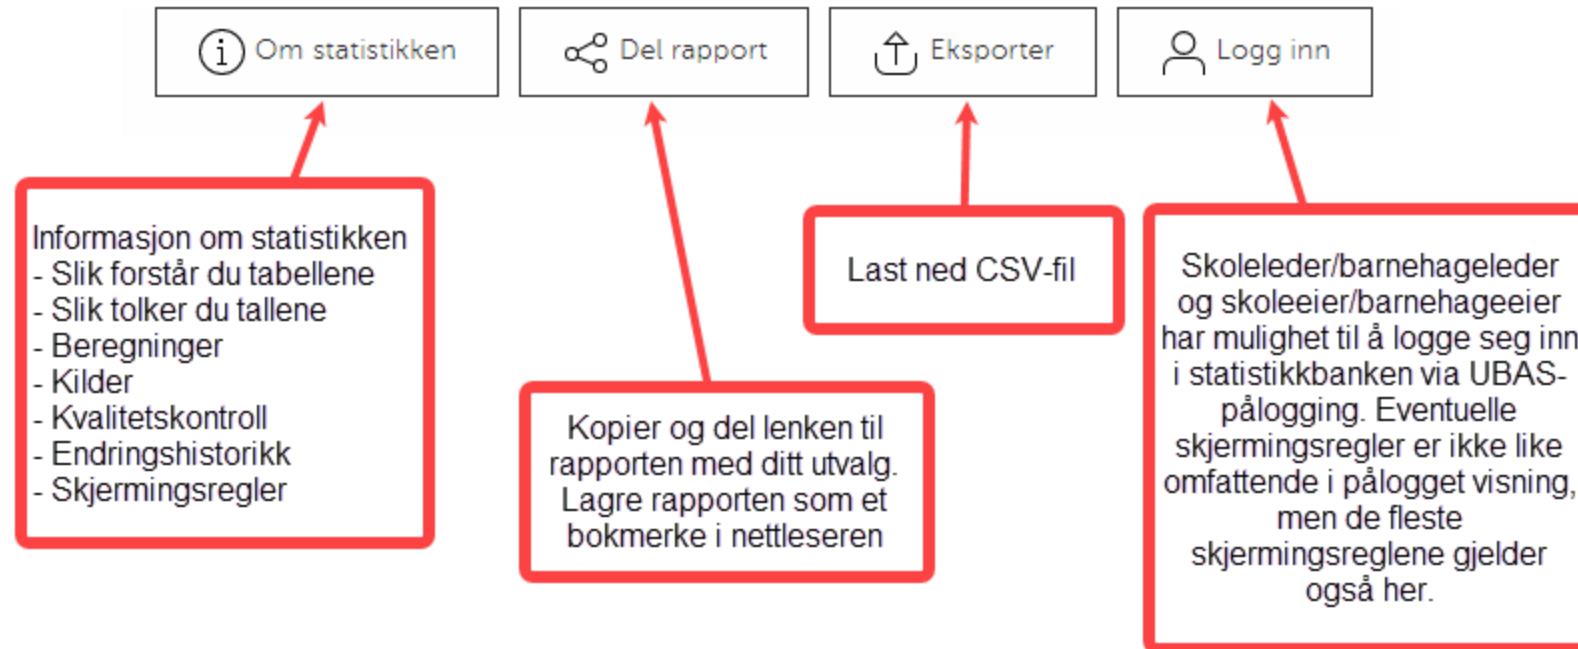 Om statistikken
Del rapport
Eksporter
Logg inn
Informasjon om statistikken
- Slik forstår du tabellene
- Slik tolker du tallene
- Beregninger
- Kilder
- Kvalitetskontroll
- Endringshistorikk
- Skjermingsregler
Kopier og del lenken til
rapporten med ditt utvalg.
Lagre rapporten som et
bokmerke i nettleseren
Last ned CSV-fil
Skoleleder/barnehageleder
og skoleeier/barnehageeier
har mulighet til å logge seg inn
i statistikkbanken via UBAS-
pålogging. Eventuelle
skjermingsregler er ikke like
omfattende i pålogget visning,
men de fleste
skjermingsreglene gjelder
også her.